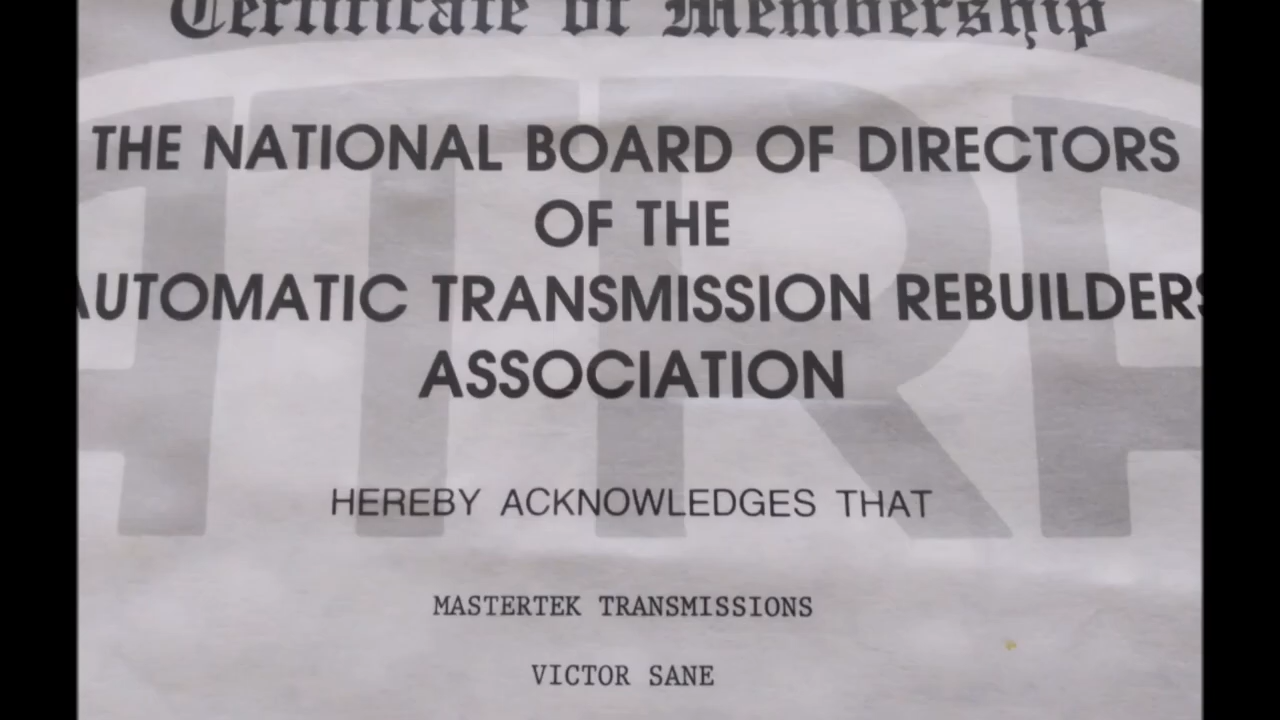 Certificate of Membership
THE NATIONAL BOARD OF DIRECTORS
OF THE
AUTOMATIC TRANSMISSION REBUILDERS
ASSOCIATION
HEREBY ACKNOWLEDGES THAT
MASTERTEK TRANSMISSIONS
VICTOR SANE
ATRA